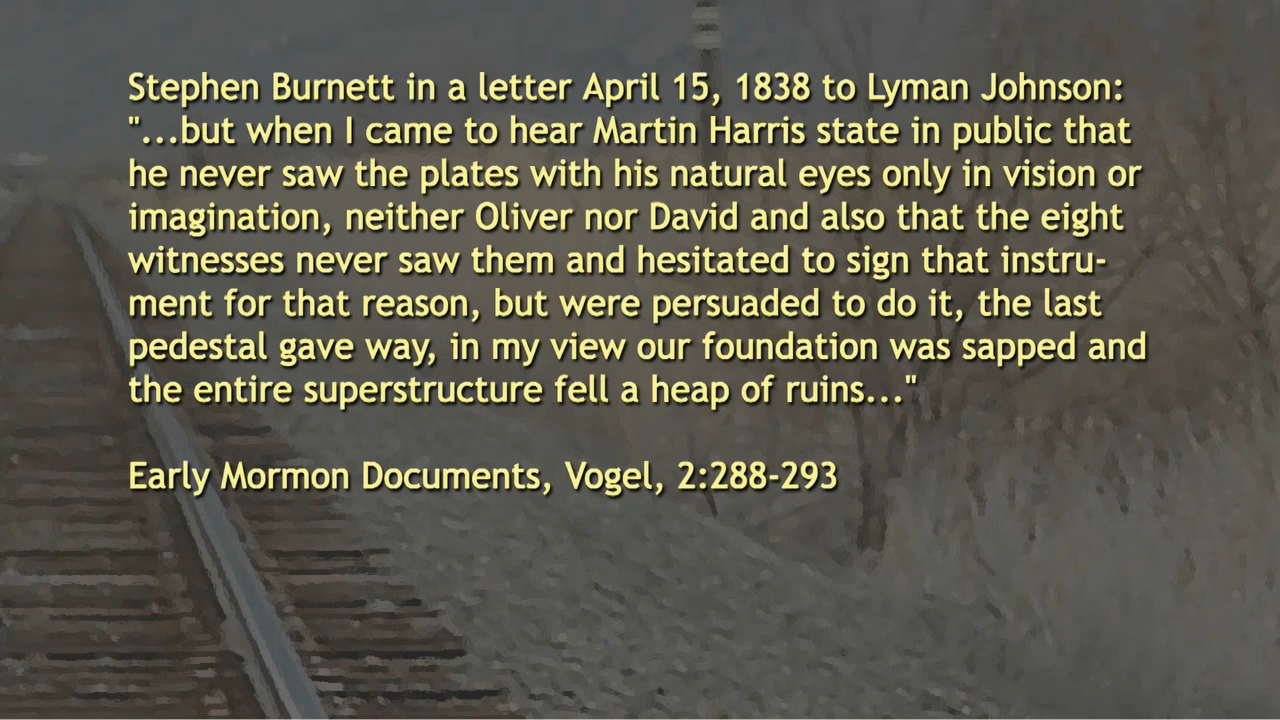 Stephen Burnett in a letter April 15, 1838 to Lyman Johnson:
"...but when I came to hear Martin Harris state in public that
he never saw the plates with his natural eyes only in vision or
imagination, neither Oliver nor David and also that the eight
witnesses never saw them and hesitated to sign that instru-
ment for that reason, but were persuaded to do it, the last
pedestal gave way, in my view our foundation was sapped and
the entire superstructure fell a heap of ruins..."
Early Mormon Documents, Vogel, 2:288-293